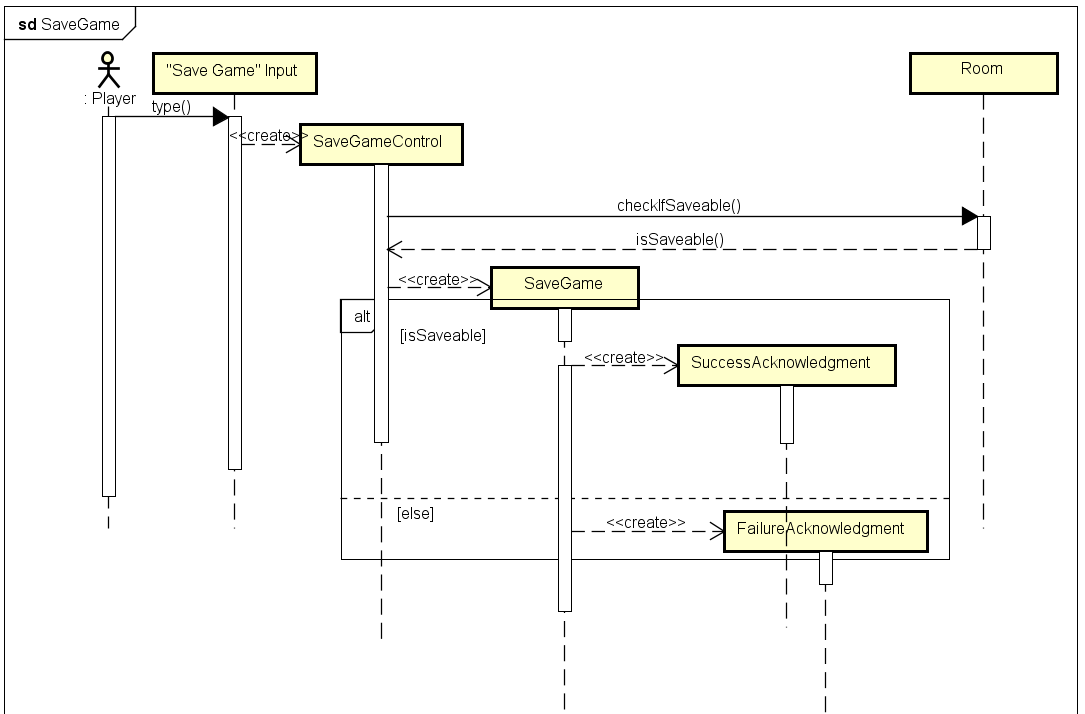 sd SaveGame
: Player
"Save Game" Input
Room
type()
<<create>>
SaveGameControl
checkIfSaveable()
isSaveable()
<<create>>
SaveGame
alt
[isSaveable]
<<create>>
SuccessAcknowledgment
[else]
<<create>>
FailureAcknowledgment